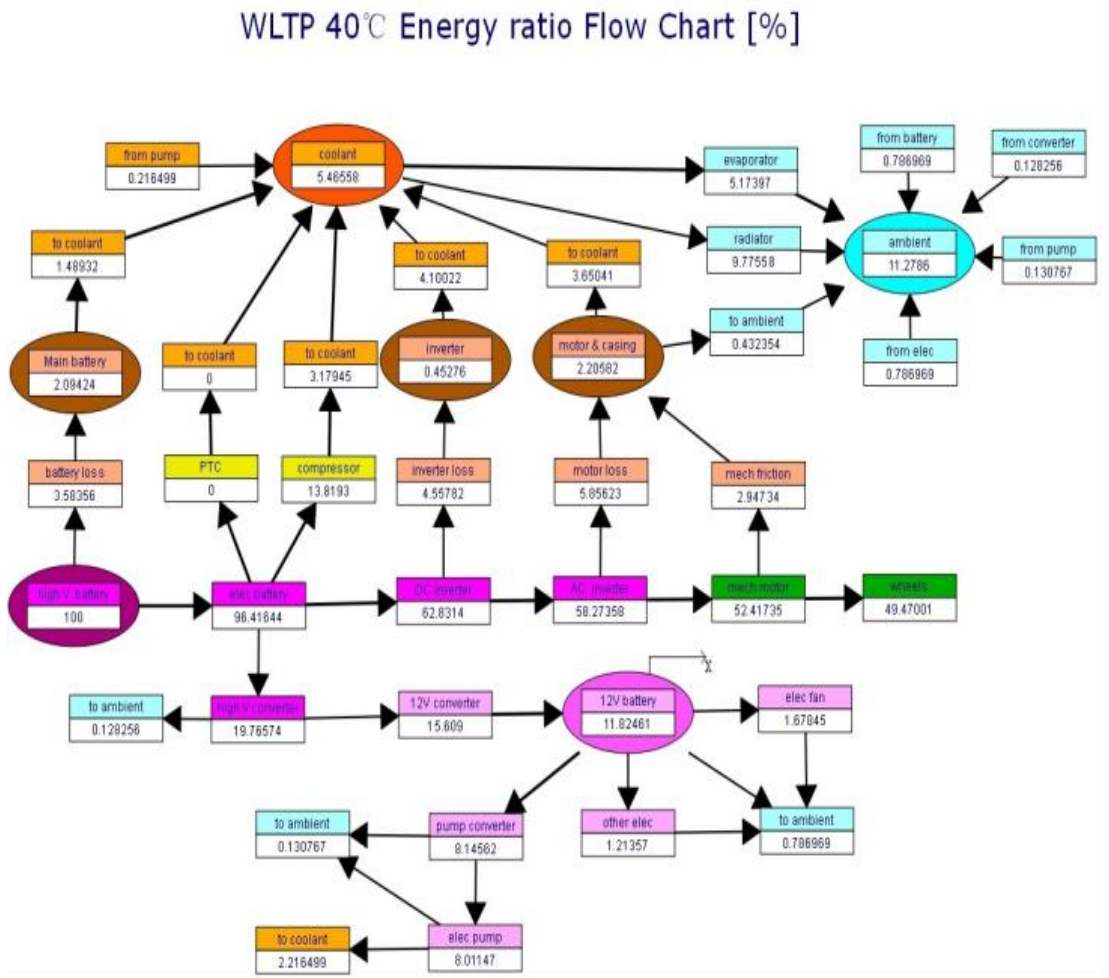 WLTP 40℃ Energy ratio Flow Chart [%]
from pump
0.216499
coolant
5.46558
evaporator
5.17397
from battery
0.786969
from converter
0.128256
to coolant
1.48932
to coolant
4.10022
to coolant
3.65041
radiator
9.77558
ambient
11.2786
from pump
0.130767
Main battery
2.09424
to coolant
0
to coolant
3.17945
inverter
0.45276
motor & casing
2.20582
to ambient
0.432354
from elec
0.786969
battery loss
3.58356
PTC
0
compressor
13.8193
inverter loss
4.55782
motor loss
5.85623
mech friction
2.94734
high V. battery
100
elec battery
96.41644
DC inverter
62.8314
AC inverter
58.27358
mech motor
52.41735
wheels
49.47001
X
to ambient
0.128256
high V converter
19.76574
12V converter
15.609
12V battery
11.82461
elec fan
1.67845
to ambient
0.130767
pump converter
8.14562
other elec
1.21357
to ambient
0.786969
to coolant
2.216499
elec pump
8.01147